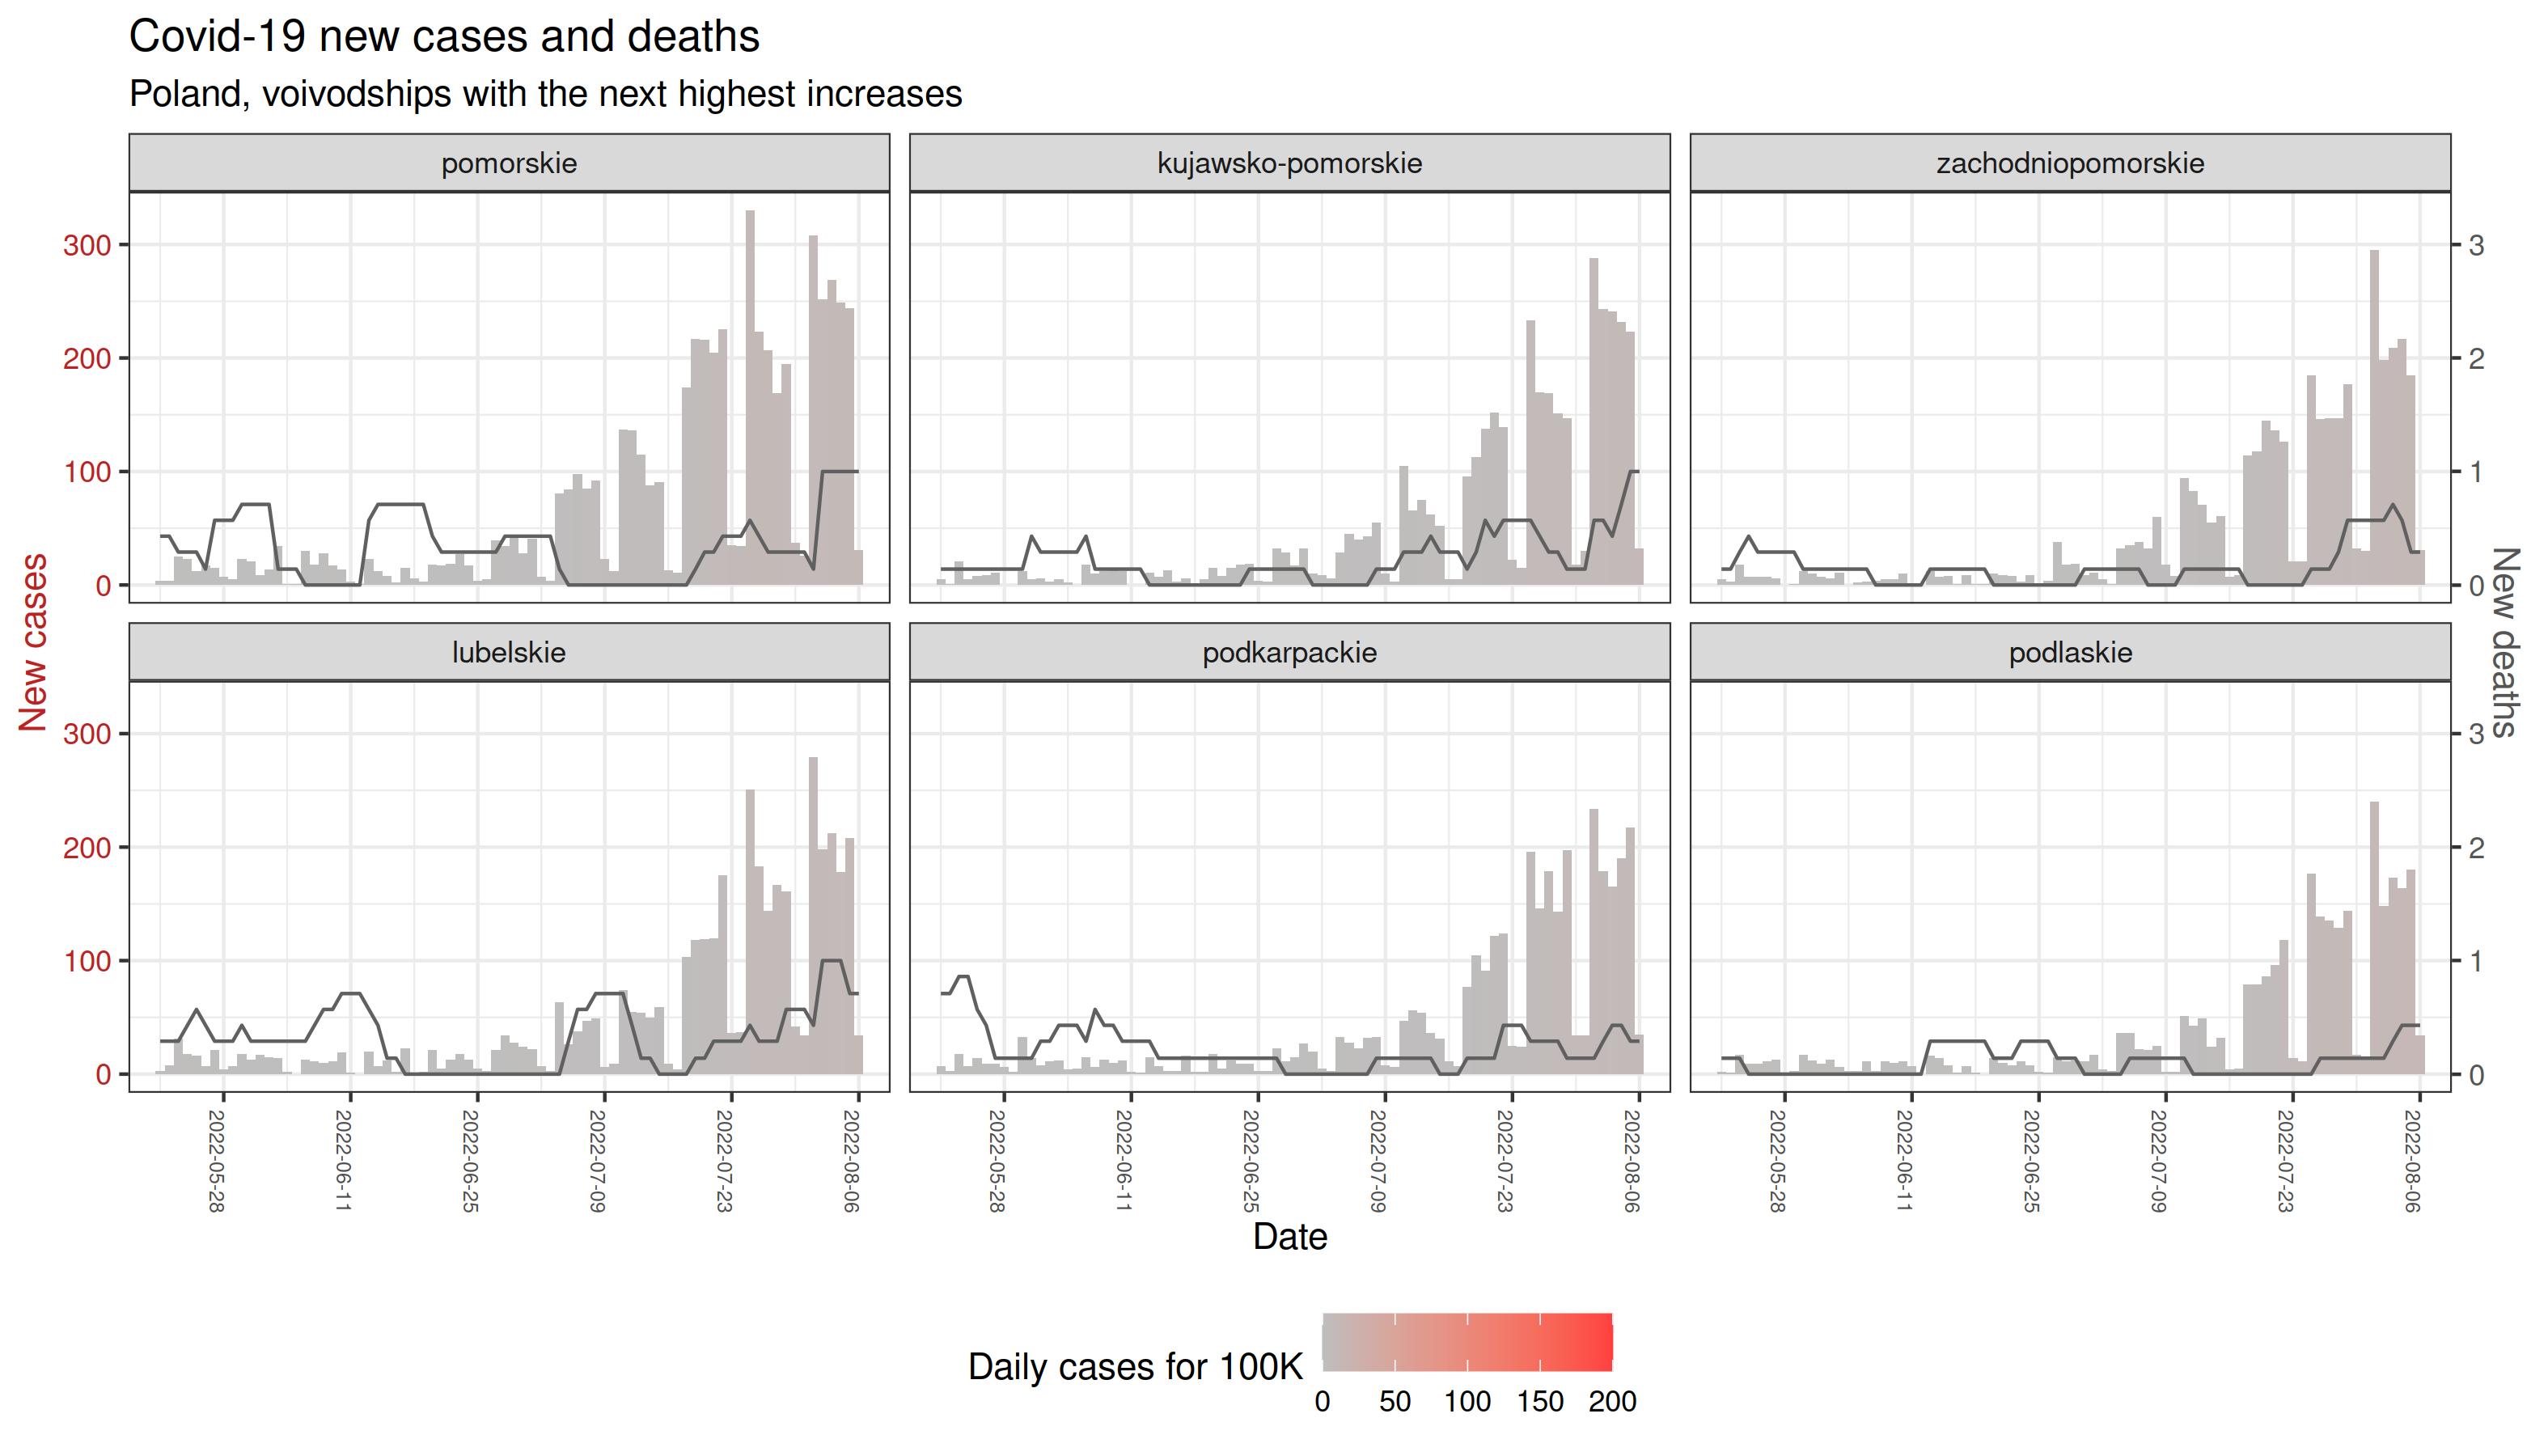 Covid-19 new cases and deaths
Poland, voivodships with the next highest increases
pomorskie
kujawsko-pomorskie
zachodniopomorskie
300
200
100
0
3
2
1
0
lubelskie
podkarpackie
podlaskie
300
200
100
0
3
2
1
0
New cases
New deaths
2022-05-28
2022-06-11
2022-06-25
2022-07-09
2022-07-23
2022-08-06
2022-05-28
2022-06-11
2022-06-25
2022-07-09
2022-07-23
2022-08-06
2022-05-28
2022-06-11
2022-06-25
2022-07-09
2022-07-23
2022-08-06
Date
Daily cases for 100K
0 50 100 150 200